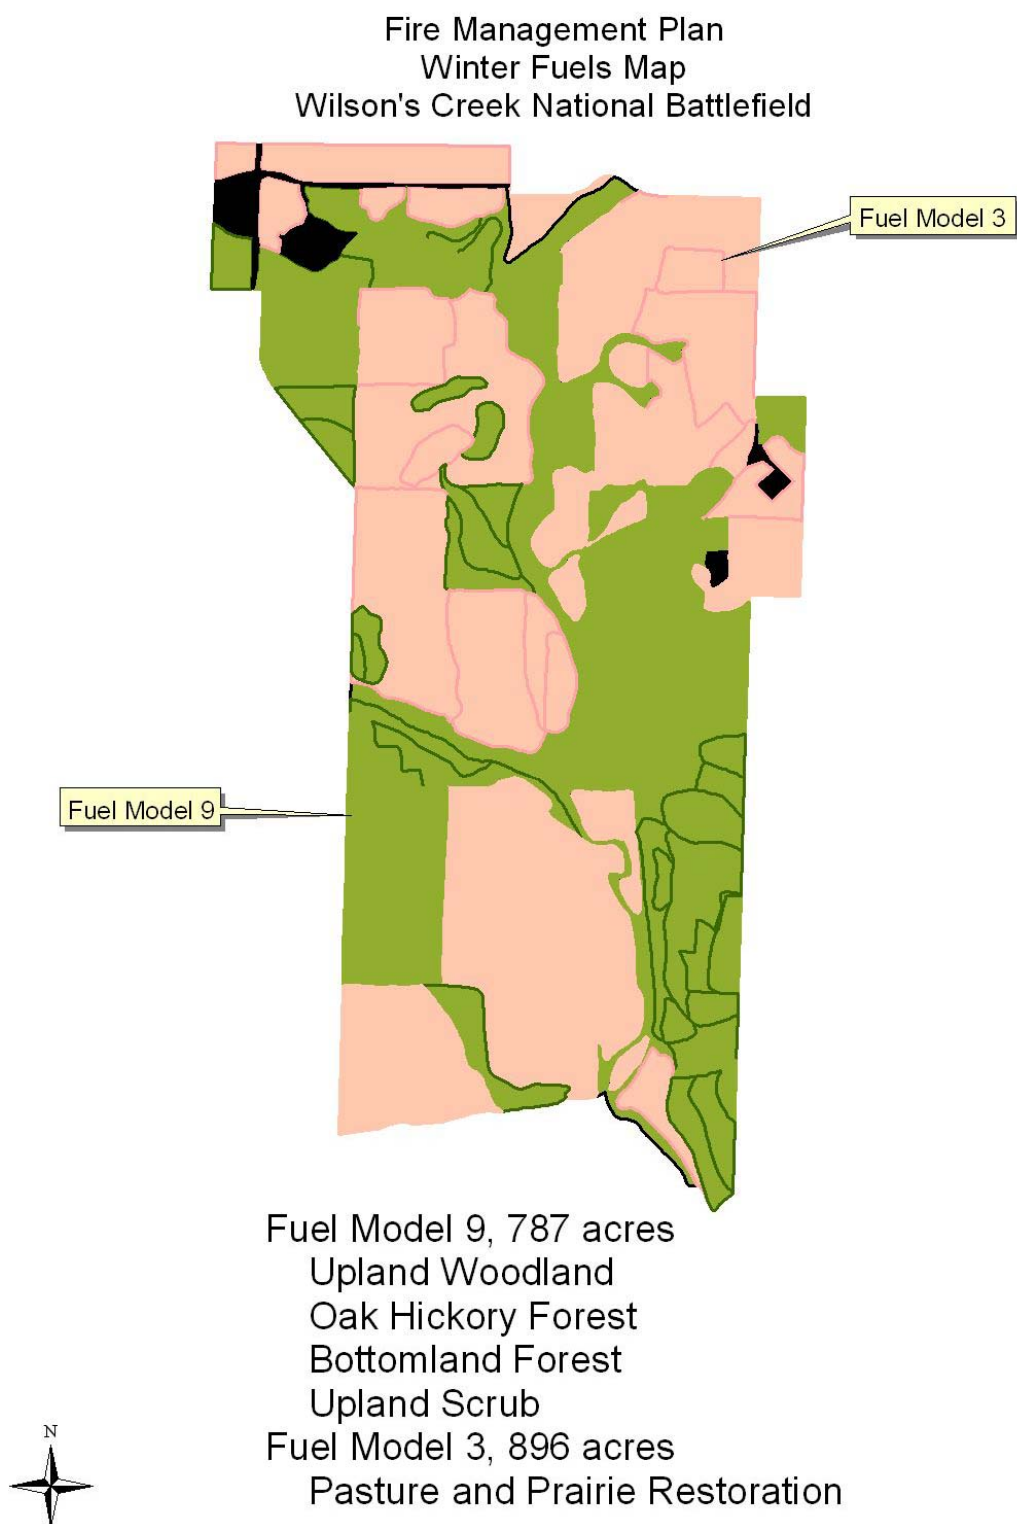 Fire Management Plan
Winter Fuels Map
Wilson's Creek National Battlefield
Fuel Model 3
Fuel Model 9
Fuel Model 9, 787 acres
Upland Woodland
Oak Hickory Forest
Bottomland Forest
Upland Scrub
Fuel Model 3, 896 acres
Pasture and Prairie Restoration
N